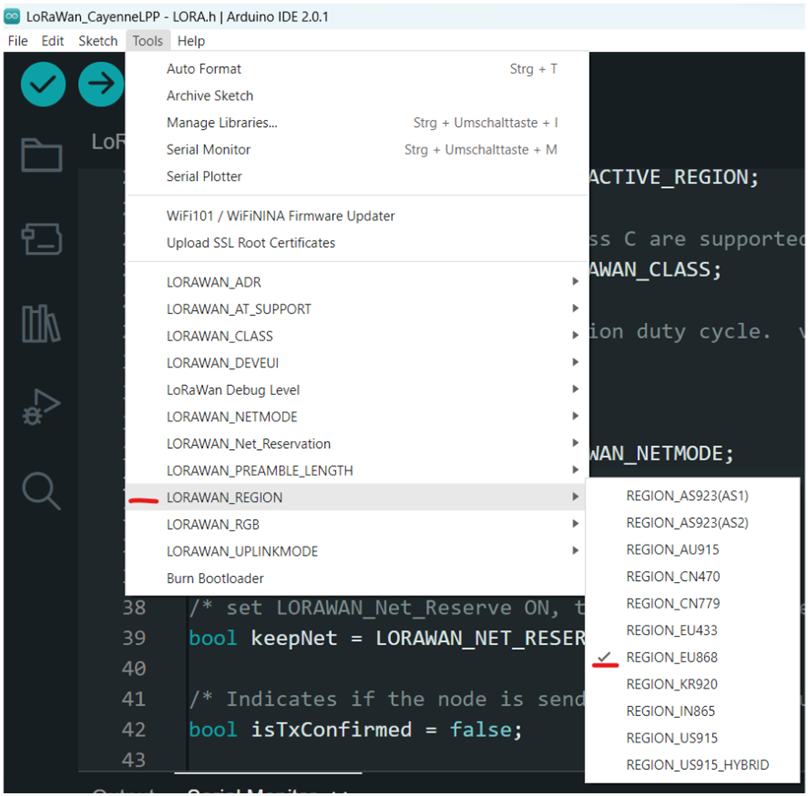 LoRaWan_CayenneLPP - LORA.h | Arduino IDE 2.0.1
File Edit Sketch Tools Help
Auto Format Strg + T
Archive Sketch
Manage Libraries... Strg + Umschalttaste + I
Serial Monitor Strg + Umschalttaste + M
Serial Plotter
WiFi101 / WiFiNINA Firmware Updater
Upload SSL Root Certificates
LORAWAN_ADR
LORAWAN_AT_SUPPORT
LORAWAN_CLASS
LORAWAN_DEVEUI
LoRaWan Debug Level
LORAWAN_NETMODE
LORAWAN_Net_Reservation
LORAWAN_PREAMBLE_LENGTH
LORAWAN_REGION
LORAWAN_RGB
LORAWAN_UPLINKMODE
Burn Bootloader
REGION_AS923(AS1)
REGION_AS923(AS2)
REGION_AU915
REGION_CN470
REGION_CN779
REGION_EU433
REGION_EU868
REGION_KR920
REGION_IN865
REGION_US915
REGION_US915_HYBRID
LoR
ACTIVE_REGION;
ss C are supported
AWAN_CLASS;
ion duty cycle. v
WAN_NETMODE;
38 /* set LORAWAN_Net_Reserve ON, t
39 bool keepNet = LORAWAN_NET_RESER
40
41 /* Indicates if the node is send
42 bool isTxConfirmed = false;
43
Output Serial Monitor